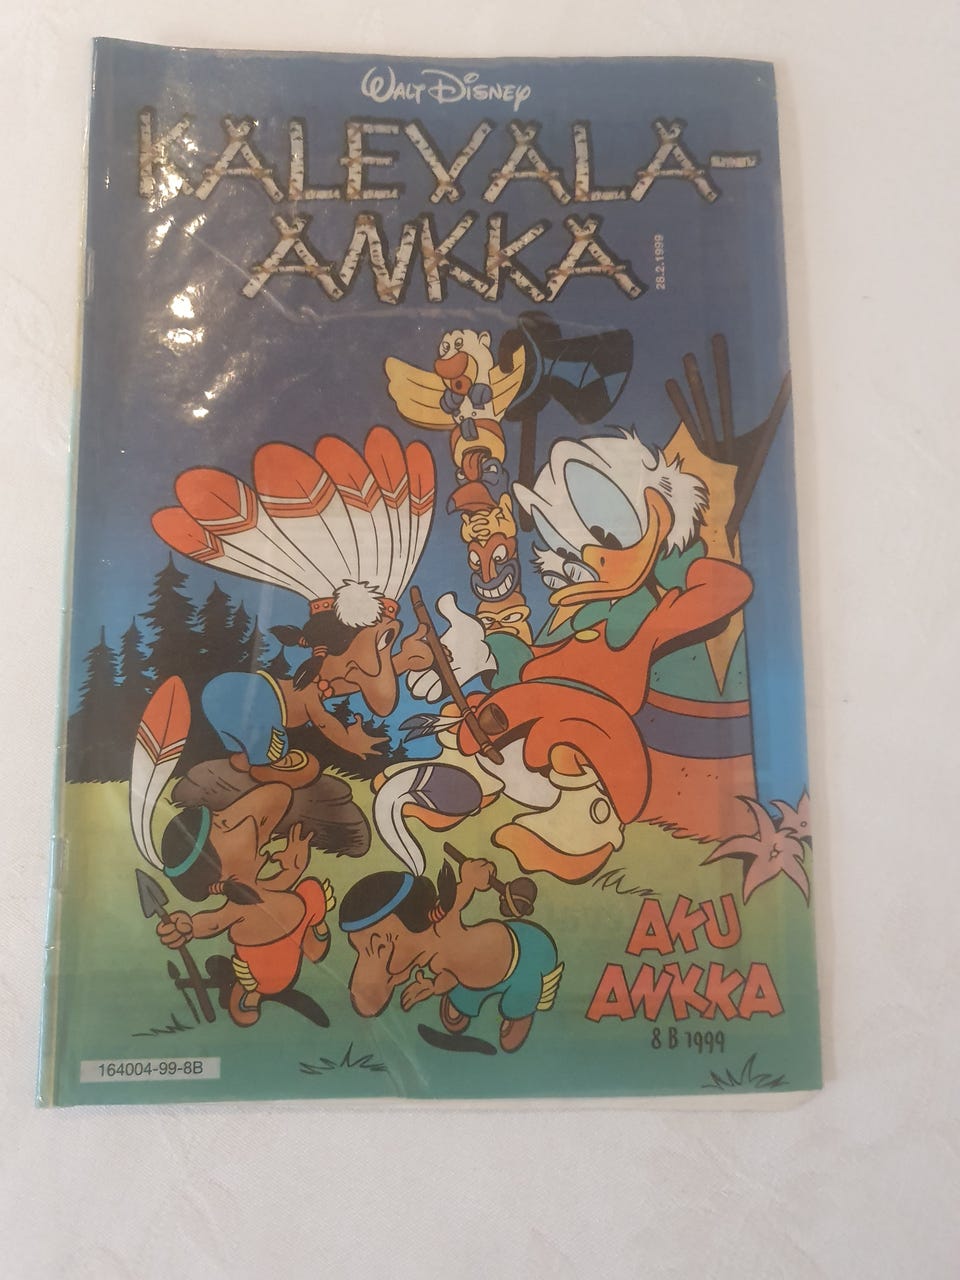 WALT DISNEY
KALEVALA-
ANKKA
28.2.1999
AKU
ANKKA
8 B 1999
164004-99-8B